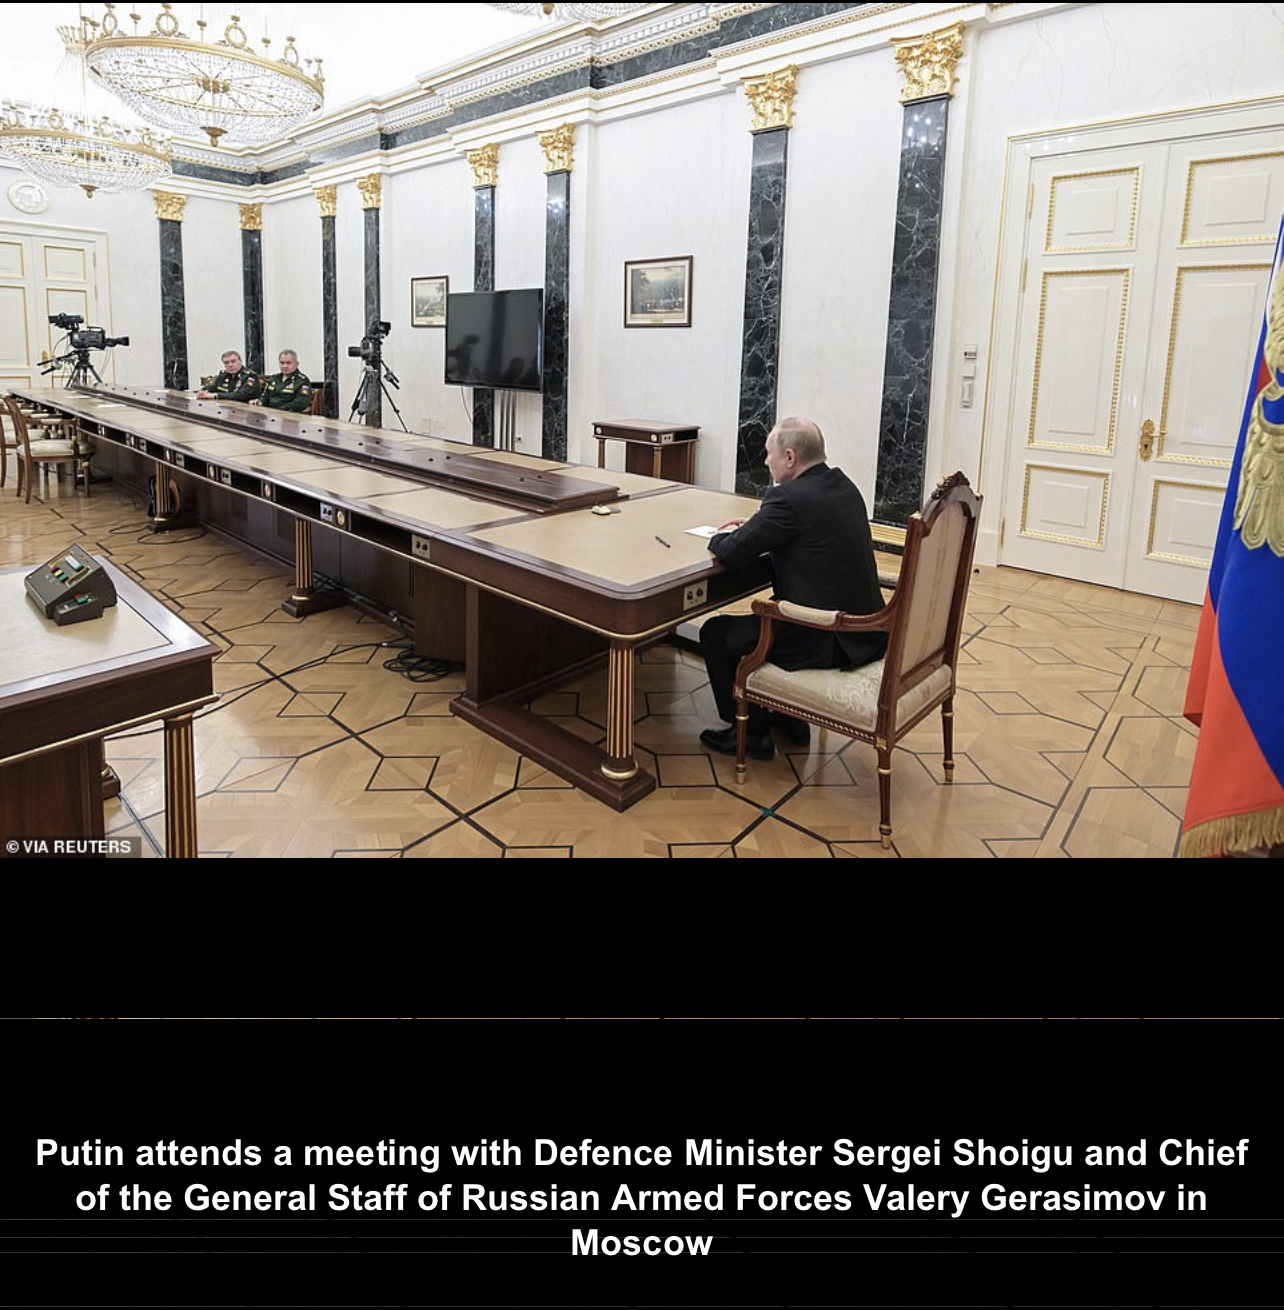 © VIA REUTERS
Putin attends a meeting with Defence Minister Sergei Shoigu and Chief
of the General Staff of Russian Armed Forces Valery Gerasimov in
Moscow